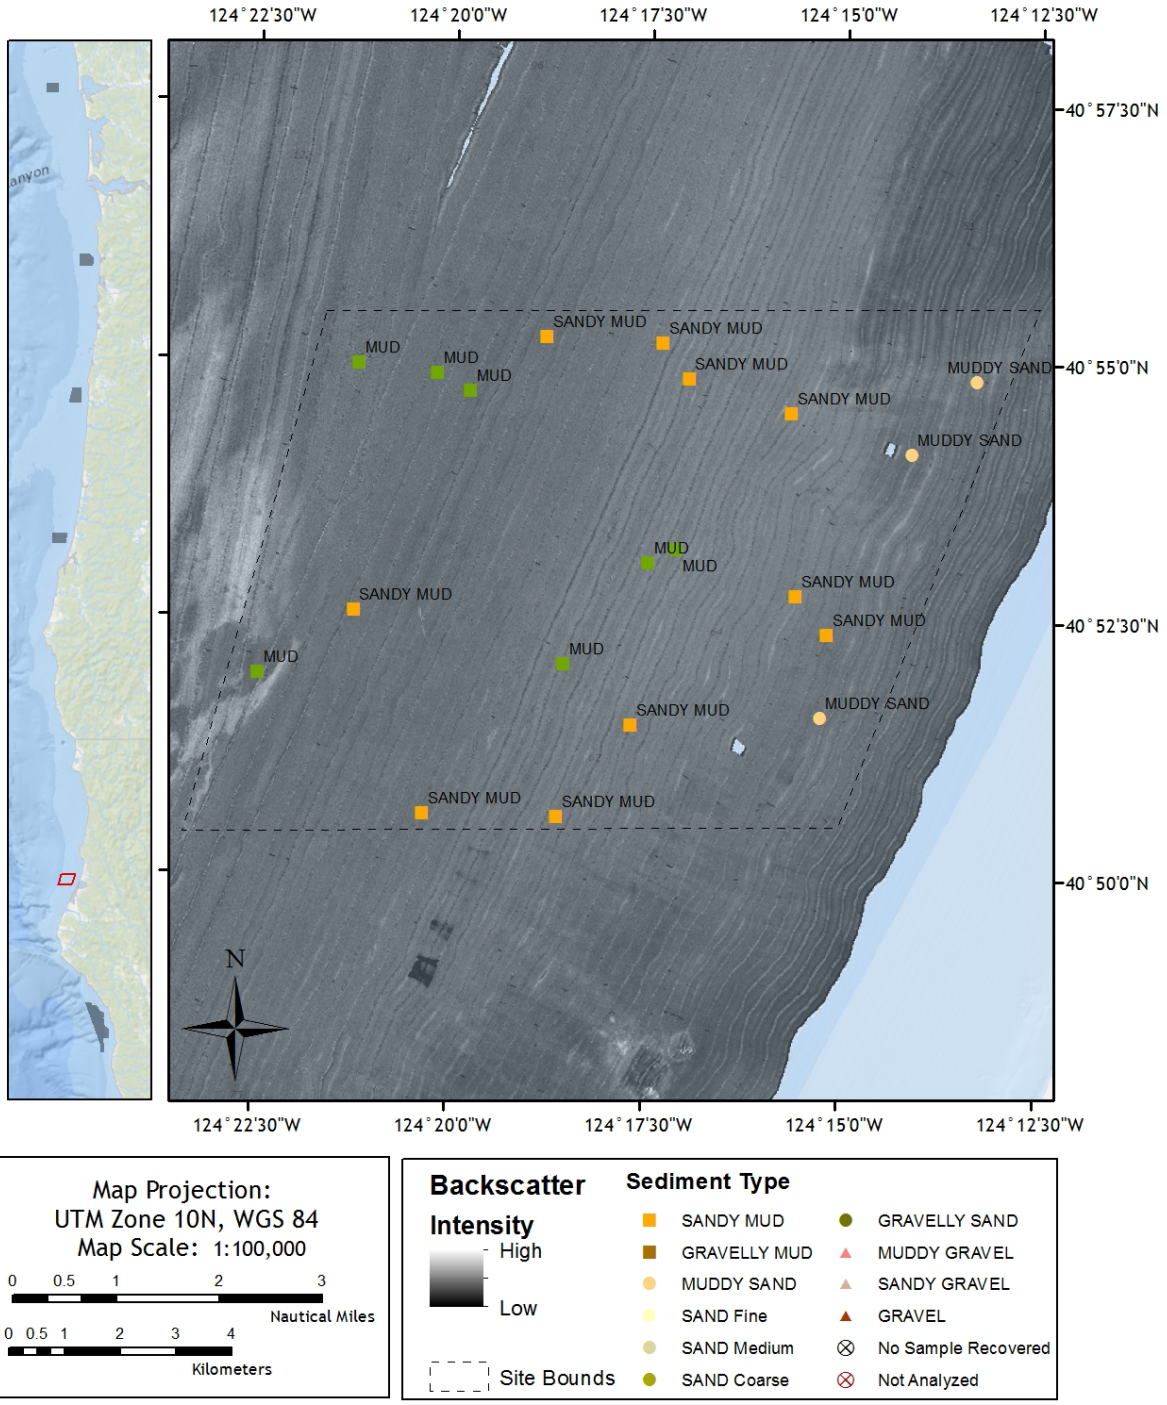 124°22'30"W 124°20'0"W 124°17'30"W 124°15'0"W 124°12'30"W
anyon
40°57'30"N
SANDY MUD
SANDY MUD
MUD
MUD
MUD
SANDY MUD
MUDDY SAND
40°55'0"N
SANDY MUD
MUDDY SAND
MUD
MUD
SANDY MUD
SANDY MUD
SANDY MUD
40°52'30"N
MUD
MUD
SANDY MUD
MUDDY SAND
SANDY MUD
SANDY MUD
40°50'0"N
N
124°22'30"W 124°20'0"W 124°17'30"W 124°15'0"W 124°12'30"W
Map Projection:
UTM Zone 10N, WGS 84
Map Scale: 1:100,000
0 0.5 1 2 3
Nautical Miles
0 0.5 1 2 3 4
Kilometers
Backscatter
Intensity
High
Low
Site Bounds
Sediment Type
SANDY MUD
GRAVELLY MUD
MUDDY SAND
SAND Fine
SAND Medium
SAND Coarse
GRAVELLY SAND
MUDDY GRAVEL
SANDY GRAVEL
GRAVEL
No Sample Recovered
Not Analyzed